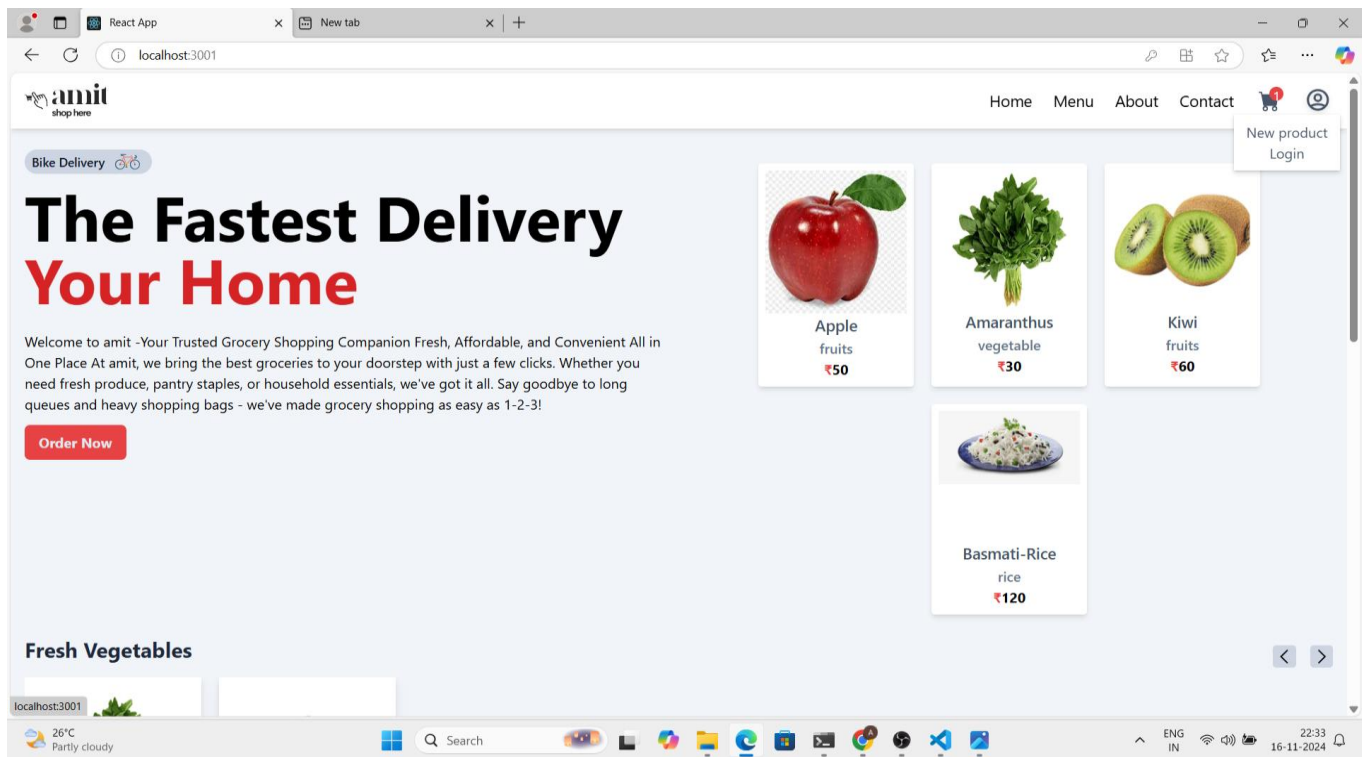 React App
New tab
localhost:3001
amit
shop here
Home Menu About Contact 1
New product
Login
Bike Delivery
The Fastest Delivery
Your Home
Welcome to amit -Your Trusted Grocery Shopping Companion Fresh, Affordable, and Convenient All in
One Place At amit, we bring the best groceries to your doorstep with just a few clicks. Whether you
need fresh produce, pantry staples, or household essentials, we've got it all. Say goodbye to long
queues and heavy shopping bags - we've made grocery shopping as easy as 1-2-3!
Order Now
Apple
fruits
₹50
Amaranthus
vegetable
₹30
Kiwi
fruits
₹60
Basmati-Rice
rice
₹120
Fresh Vegetables
localhost:3001
26°C
Partly cloudy
Search
ENG
IN
22:33
16-11-2024